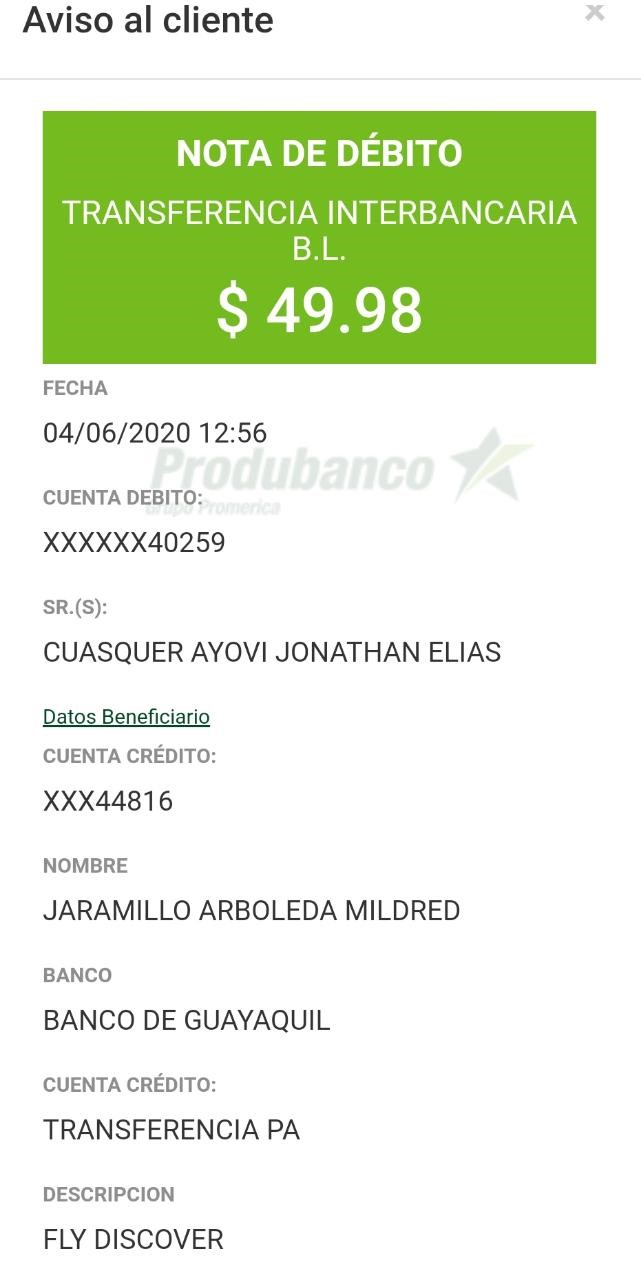 Aviso al cliente
×
NOTA DE DÉBITO
TRANSFERENCIA INTERBANCARIA
B.L.
$ 49.98
FECHA
04/06/2020 12:56
Produbanco
Grupo Promerica
CUENTA DEBITO:
XXXXXX40259
SR.(S):
CUASQUER AYOVI JONATHAN ELIAS
Datos Beneficiario
CUENTA CRÉDITO:
XXX44816
NOMBRE
JARAMILLO ARBOLEDA MILDRED
BANCO
BANCO DE GUAYAQUIL
CUENTA CRÉDITO:
TRANSFERENCIA PA
DESCRIPCION
FLY DISCOVER